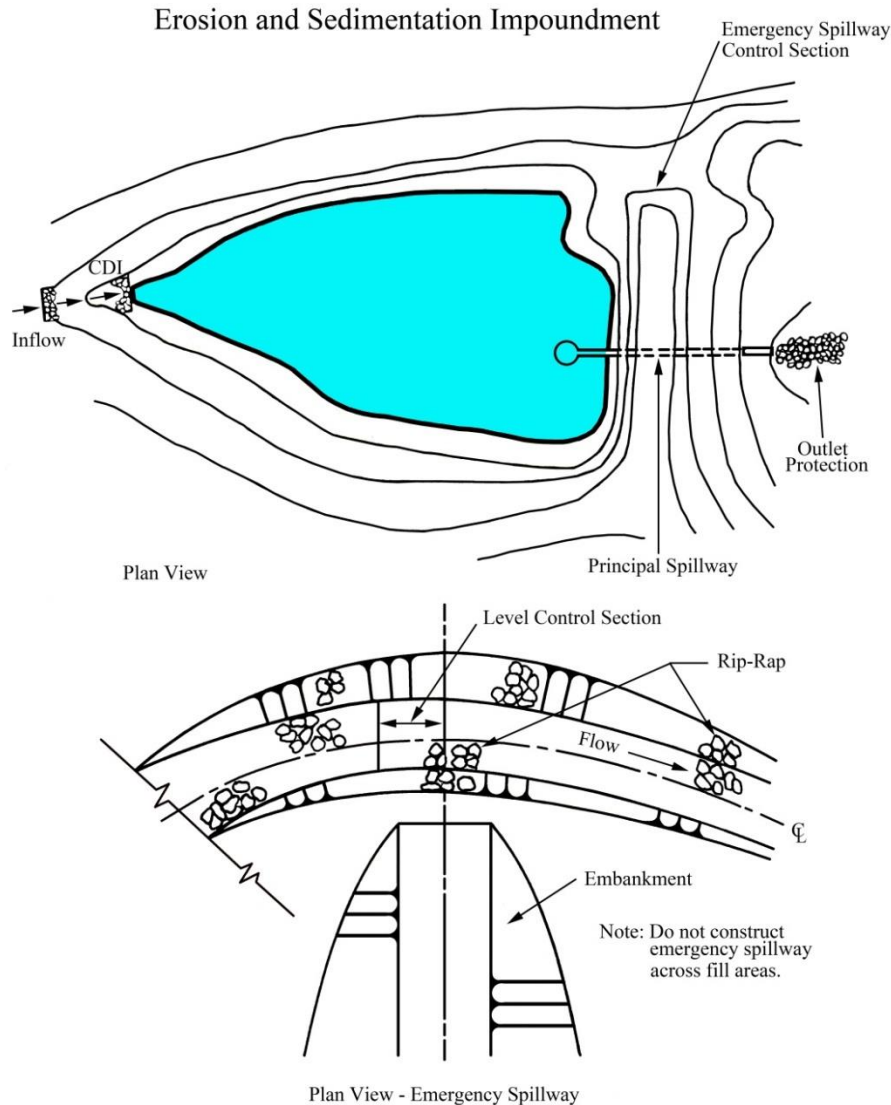 Erosion and Sedimentation Impoundment
Emergency Spillway
Control Section
CDI
Inflow
Outlet
Protection
Plan View
Principal Spillway
Level Control Section
Rip-Rap
Flow
℄
Embankment
Note: Do not construct
emergency spillway
across fill areas.
Plan View - Emergency Spillway